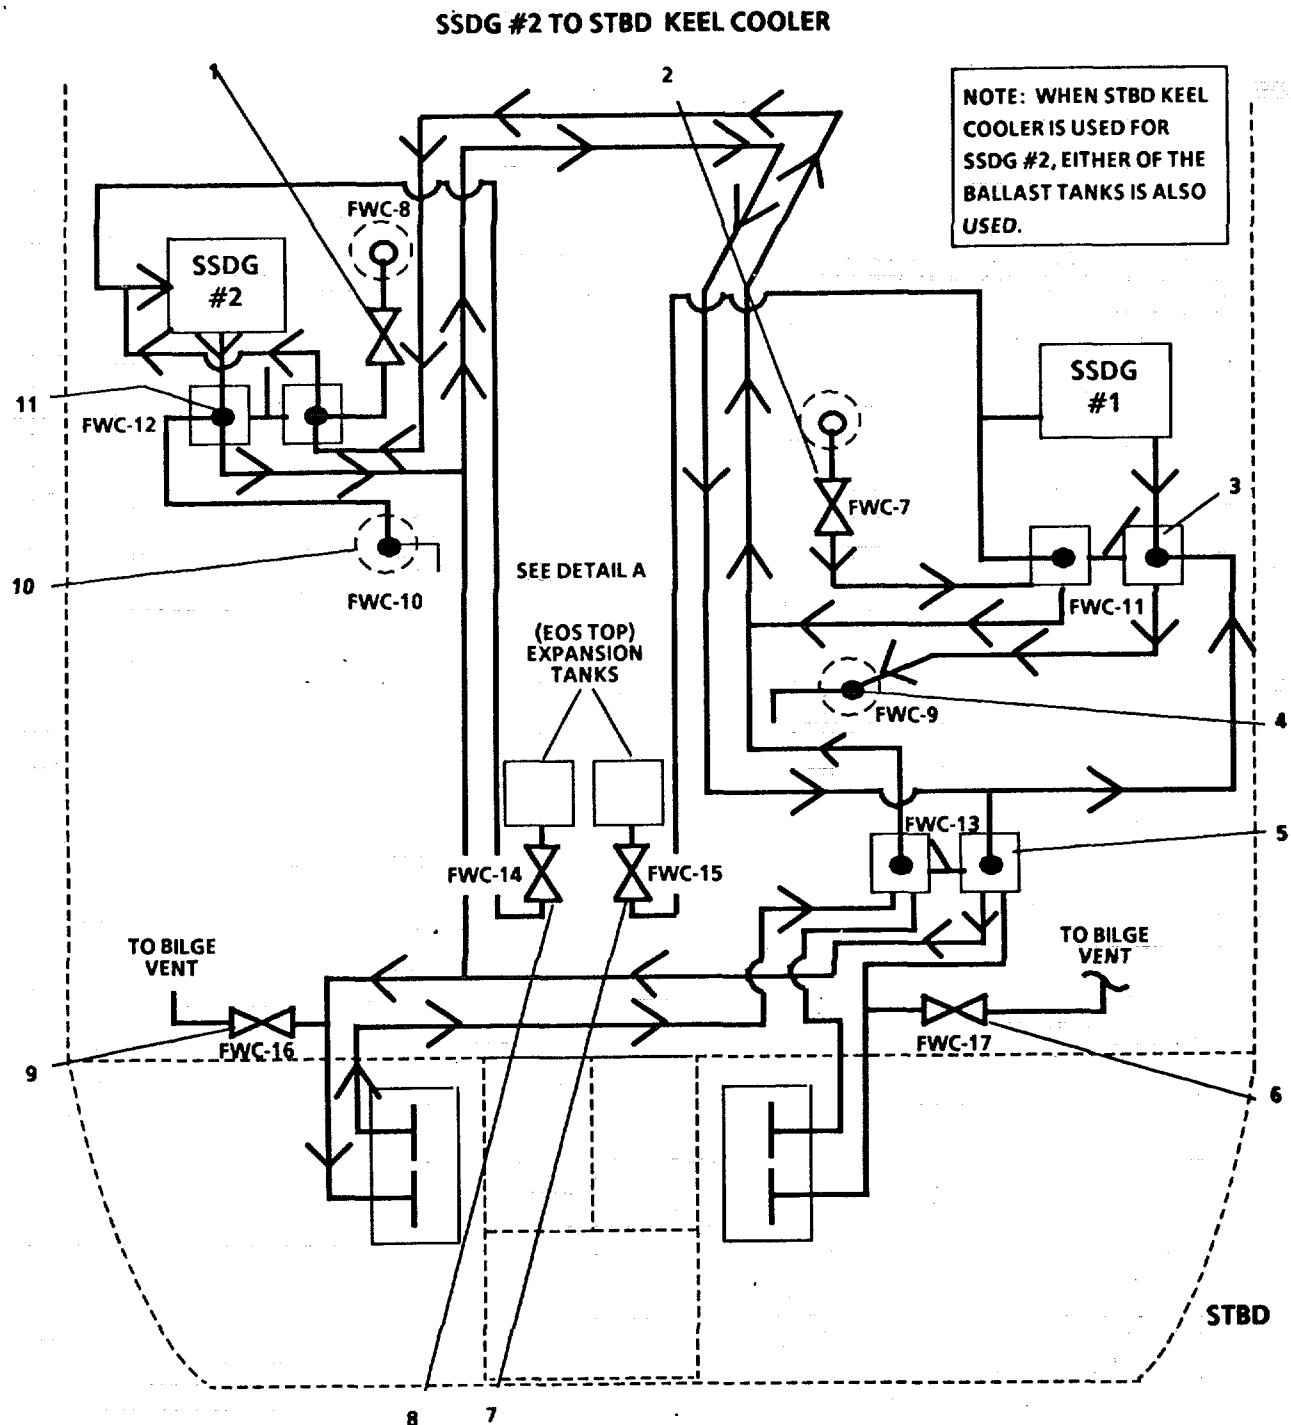 SSDG #2 TO STBD KEEL COOLER
1
2
NOTE: WHEN STBD KEEL
COOLER IS USED FOR
SSDG #2, EITHER OF THE
BALLAST TANKS IS ALSO
USED.
FWC-8
SSDG
#2
SSDG
#1
11
FWC-12
3
FWC-7
10
FWC-10
SEE DETAIL A
FWC-11
(EOS TOP)
EXPANSION
TANKS
FWC-9
4
FWC-13
5
FWC-14
FWC-15
TO BILGE
VENT
TO BILGE
VENT
FWC-16
FWC-17
9
6
STBD
8
7